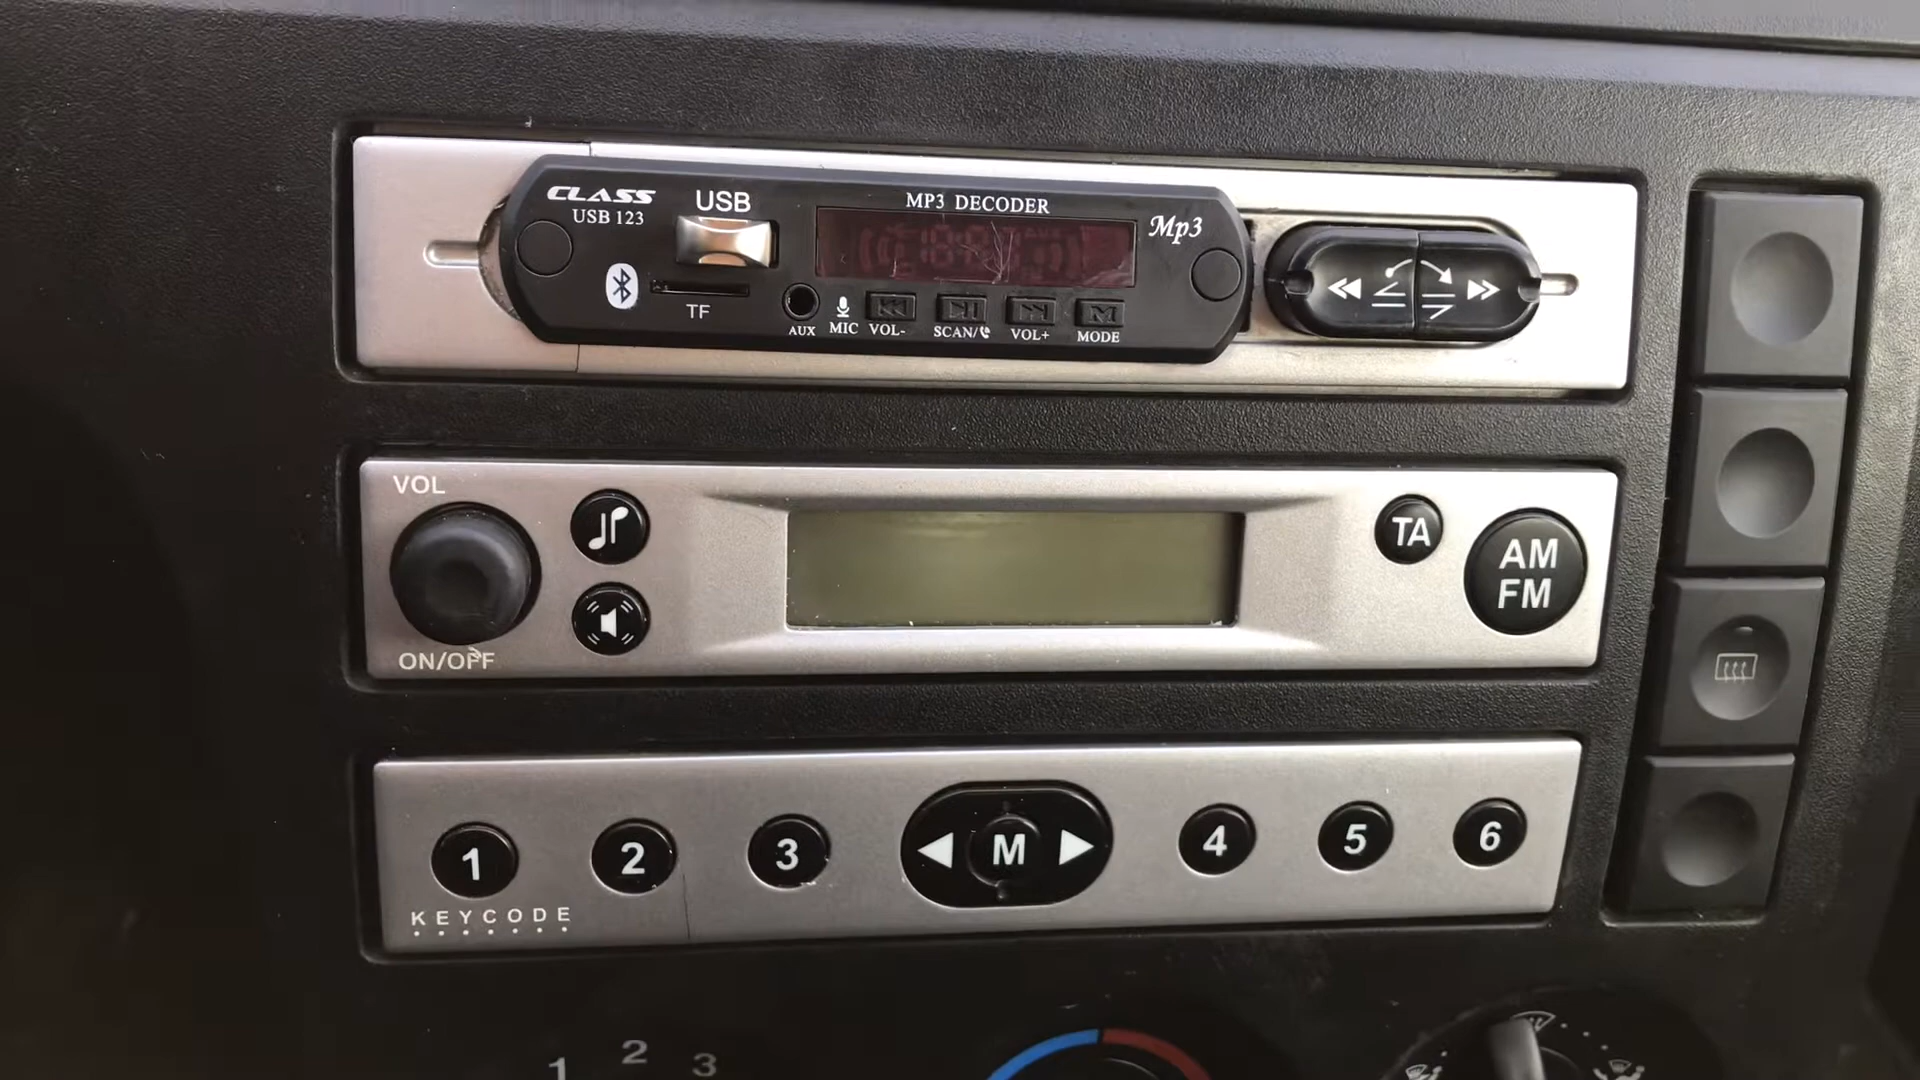 CLASS
USB 123
USB
TF
MP3 DECODER
Mp3
AUX
MIC
VOL-
SCAN/
VOL+
MODE
M
VOL
ON/OFF
TA
AM
FM
1
2
3
M
4
5
6
KEYCODE
1
2
3